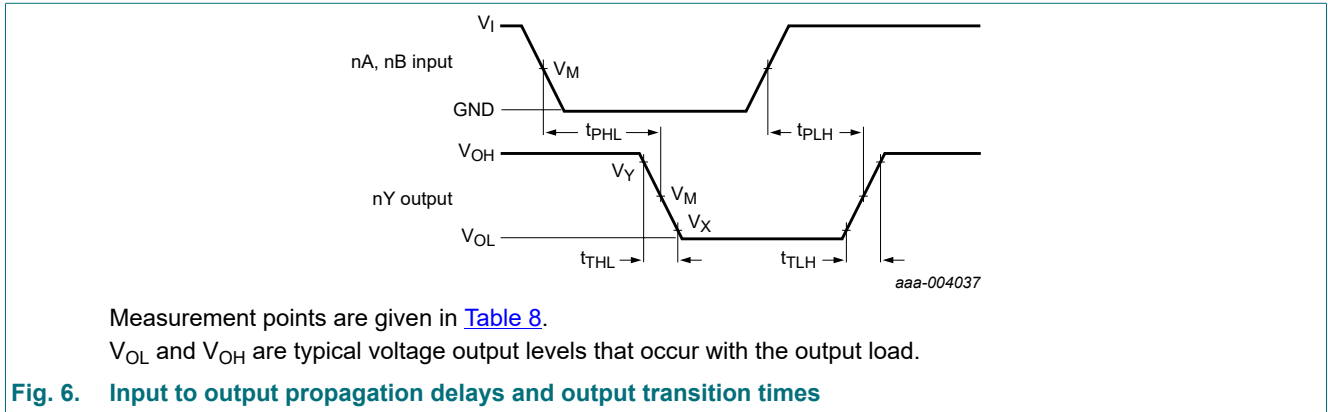 VI
nA, nB input
VM
GND
tPHL
tPLH
VOH
VY
nY output
VM
VX
VOL
tTHL
tTLH
aaa-004037
Measurement points are given in Table 8.
VOL and VOH are typical voltage output levels that occur with the output load.
Fig. 6. Input to output propagation delays and output transition times